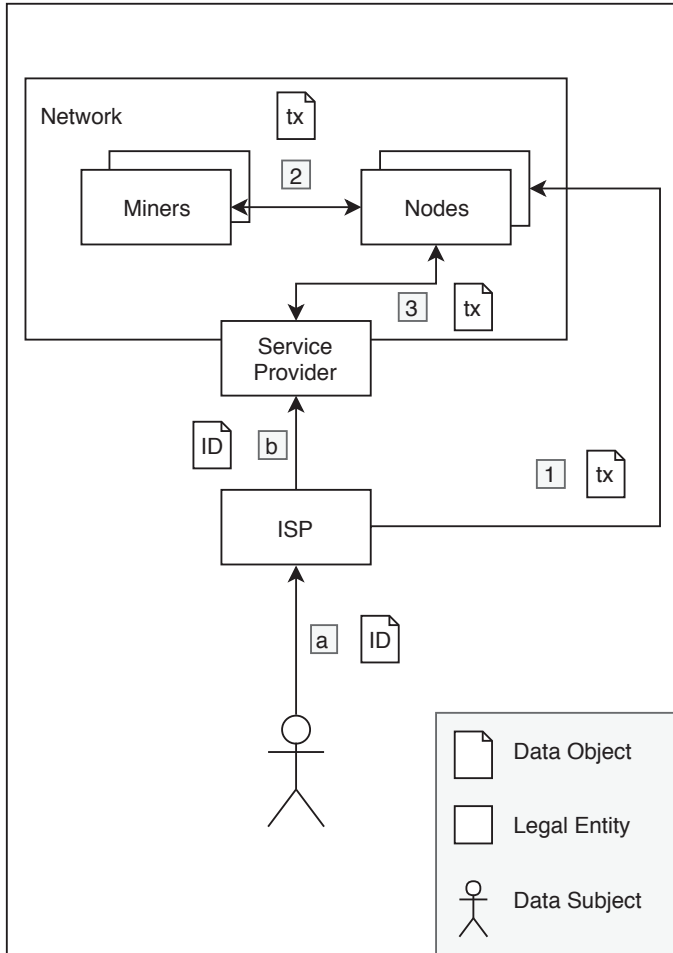 tx
Network
2
Miners
Nodes
3
tx
Service
Provider
ID
b
1
tx
ISP
a
ID
Data Object
Legal Entity
Data Subject